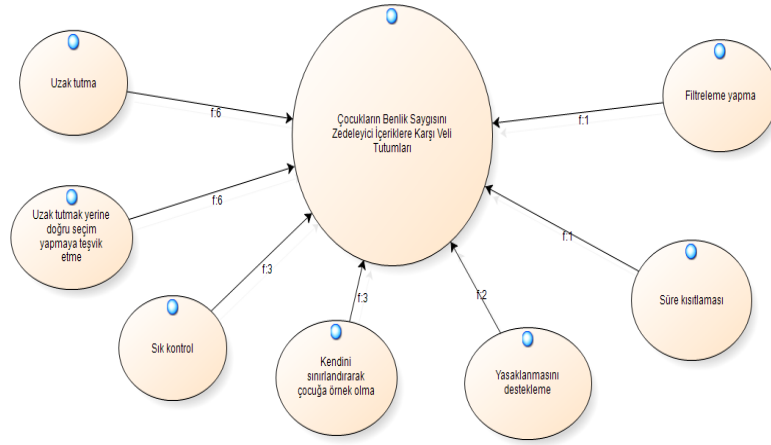 Uzak tutma
Çocukların Benlik Saygısını
Zedeleyici İçeriklere Karşı Veli
Tutumları
Filtreleme yapma
f:6
f:1
Uzak tutmak yerine
doğru seçim
yapmaya teşvik
etme
f:6
f:1
Süre kısıtlaması
f:3
f:3
f:2
Sık kontrol
Kendini
sınırlandırarak
çocuğa örnek olma
Yasaklanmasını
destekleme